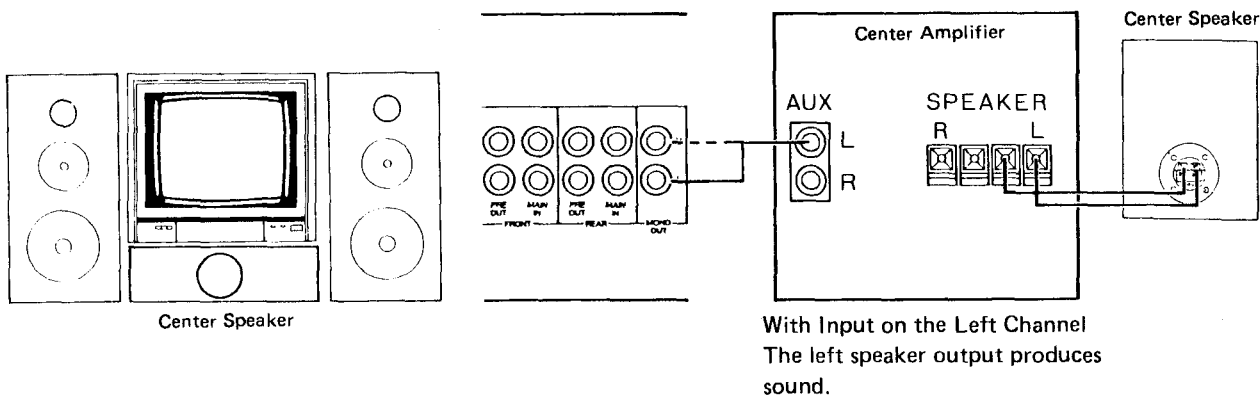 Center Speaker
PRE OUT
MAIN IN
PRE OUT
MAIN IN
MONO OUT
FRONT
REAR
Center Amplifier
AUX
L
R
SPEAKER
R L
Center Speaker
With Input on the Left Channel
The left speaker output produces
sound.